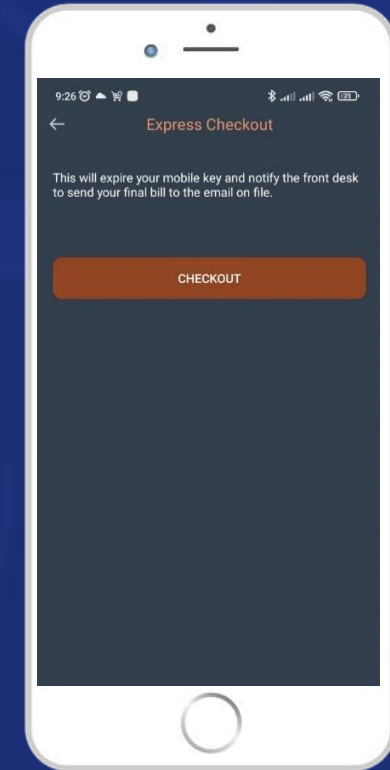 9:26
21
Express Checkout
This will expire your mobile key and notify the front desk
to send your final bill to the email on file.
CHECKOUT